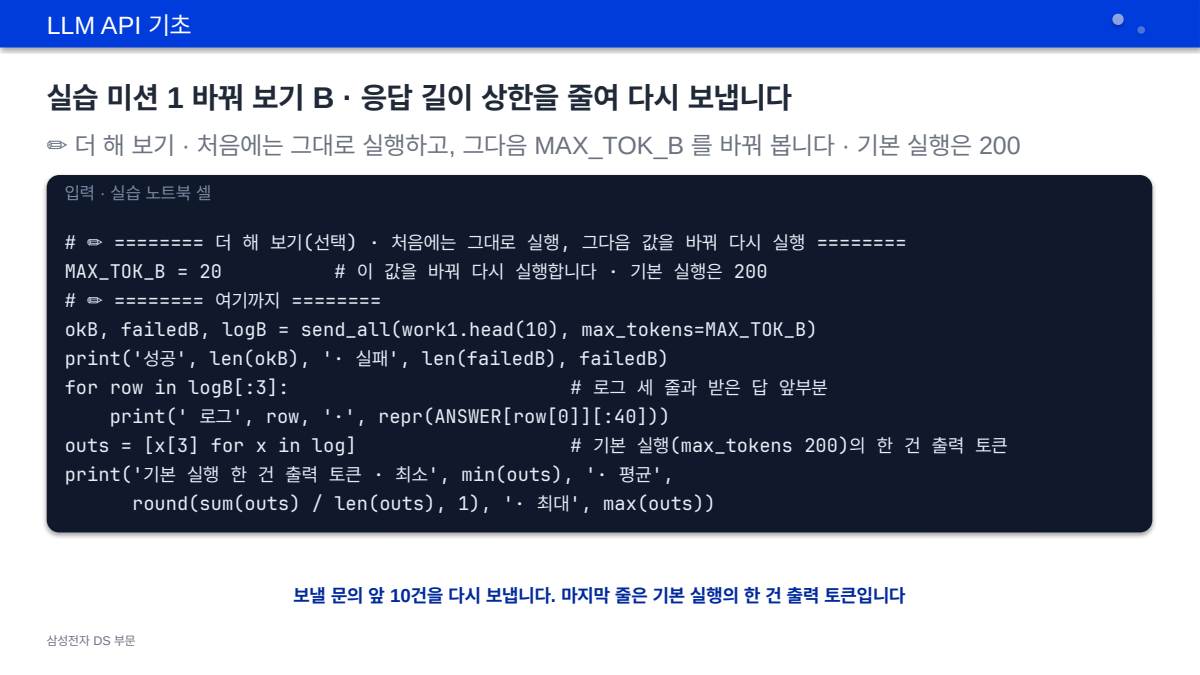 LLM API 기초
실습 미션 1 바꿔 보기 B · 응답 길이 상한을 줄여 다시 보냅니다
✏ 더 해 보기 · 처음에는 그대로 실행하고, 그다음 MAX_TOK_B 를 바꿔 봅니다 · 기본 실행은 200
입력 · 실습 노트북 셀
# ✏ ======== 더 해 보기(선택) · 처음에는 그대로 실행, 그다음 값을 바꿔 다시 실행 ========
MAX_TOK_B = 20          # 이 값을 바꿔 다시 실행합니다 · 기본 실행은 200
# ✏ ======== 여기까지 ========
okB, failedB, logB = send_all(work1.head(10), max_tokens=MAX_TOK_B)
print('성공', len(okB), '· 실패', len(failedB), failedB)
for row in logB[:3]:                         # 로그 세 줄과 받은 답 앞부분
    print(' 로그', row, '·', repr(ANSWER[row[0]][:40]))
outs = [x[3] for x in log]                   # 기본 실행(max_tokens 200)의 한 건 출력 토큰
print('기본 실행 한 건 출력 토큰 · 최소', min(outs), '· 평균',
      round(sum(outs) / len(outs), 1), '· 최대', max(outs))
보낼 문의 앞 10건을 다시 보냅니다. 마지막 줄은 기본 실행의 한 건 출력 토큰입니다
삼성전자 DS 부문